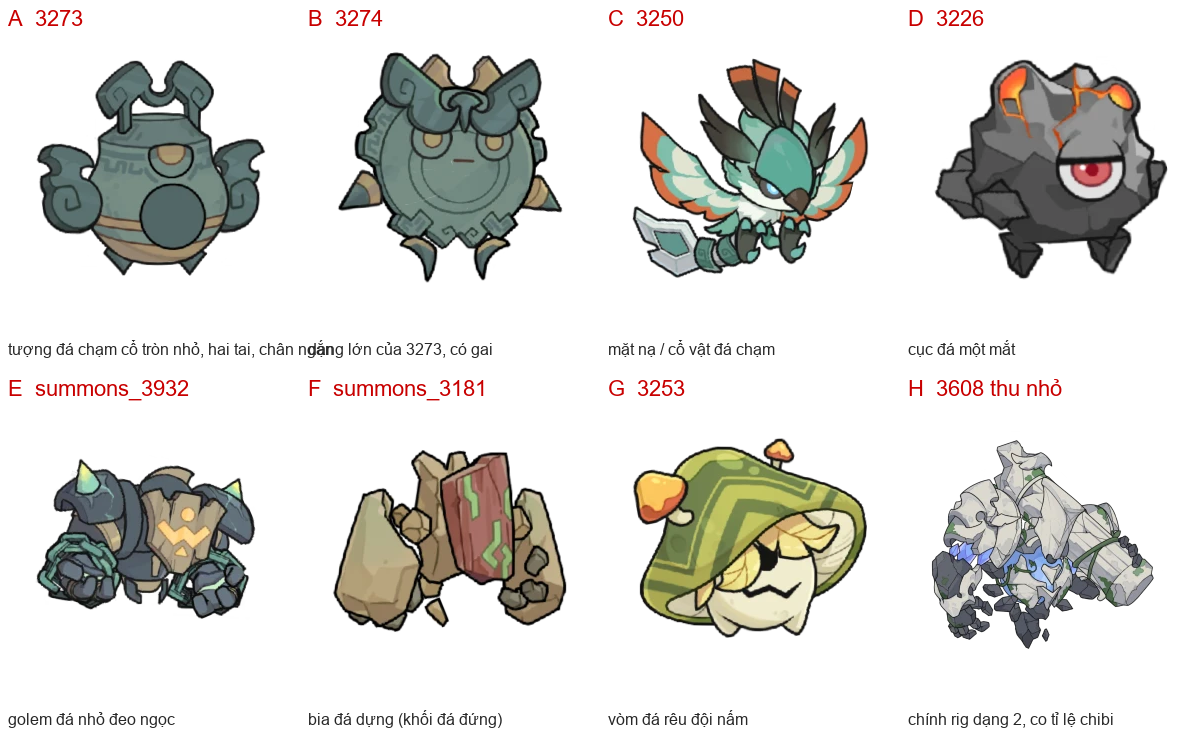 A 3273
B 3274
C 3250
D 3226
tượng đá chạm cổ tròn nhỏ, hai tai, chân ngắn
dạng lớn của 3273, có gai
mặt nạ / cổ vật đá chạm
cục đá một mắt
E summons_3932
F summons_3181
G 3253
H 3608 thu nhỏ
golem đá nhỏ đeo ngọc
bia đá dựng (khối đá đứng)
vòm đá rêu đội nấm
chính rig dạng 2, co tỉ lệ chibi